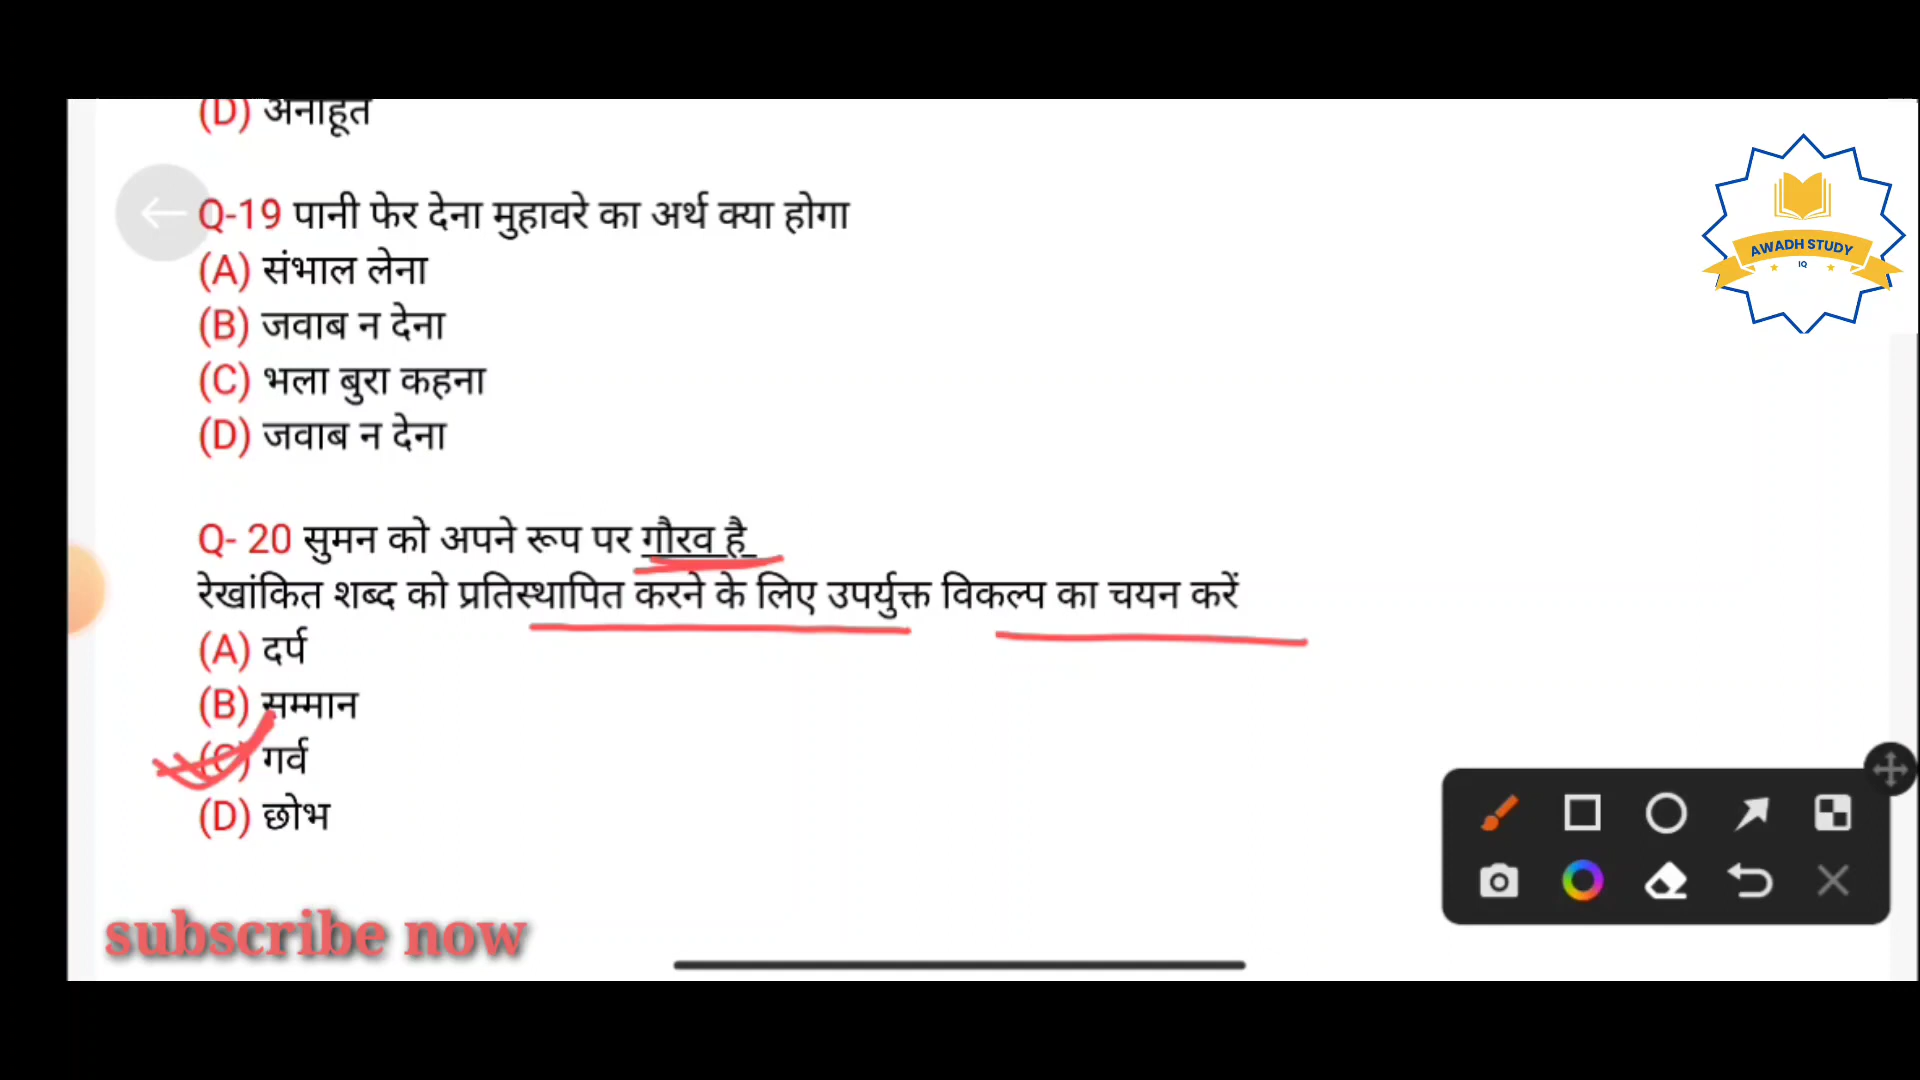 (D) अनाहूत
Q-19 पानी फेर देना मुहावरे का अर्थ क्या होगा
(A) संभाल लेना
(B) जवाब न देना
(C) भला बुरा कहना
(D) जवाब न देना
Q- 20 सुमन को अपने रूप पर गौरव है
रेखांकित शब्द को प्रतिस्थापित करने के लिए उपर्युक्त विकल्प का चयन करें
(A) दर्प
(B) सम्मान
(C) गर्व
(D) छोभ
subscribe now
AWADH STUDY
IQ